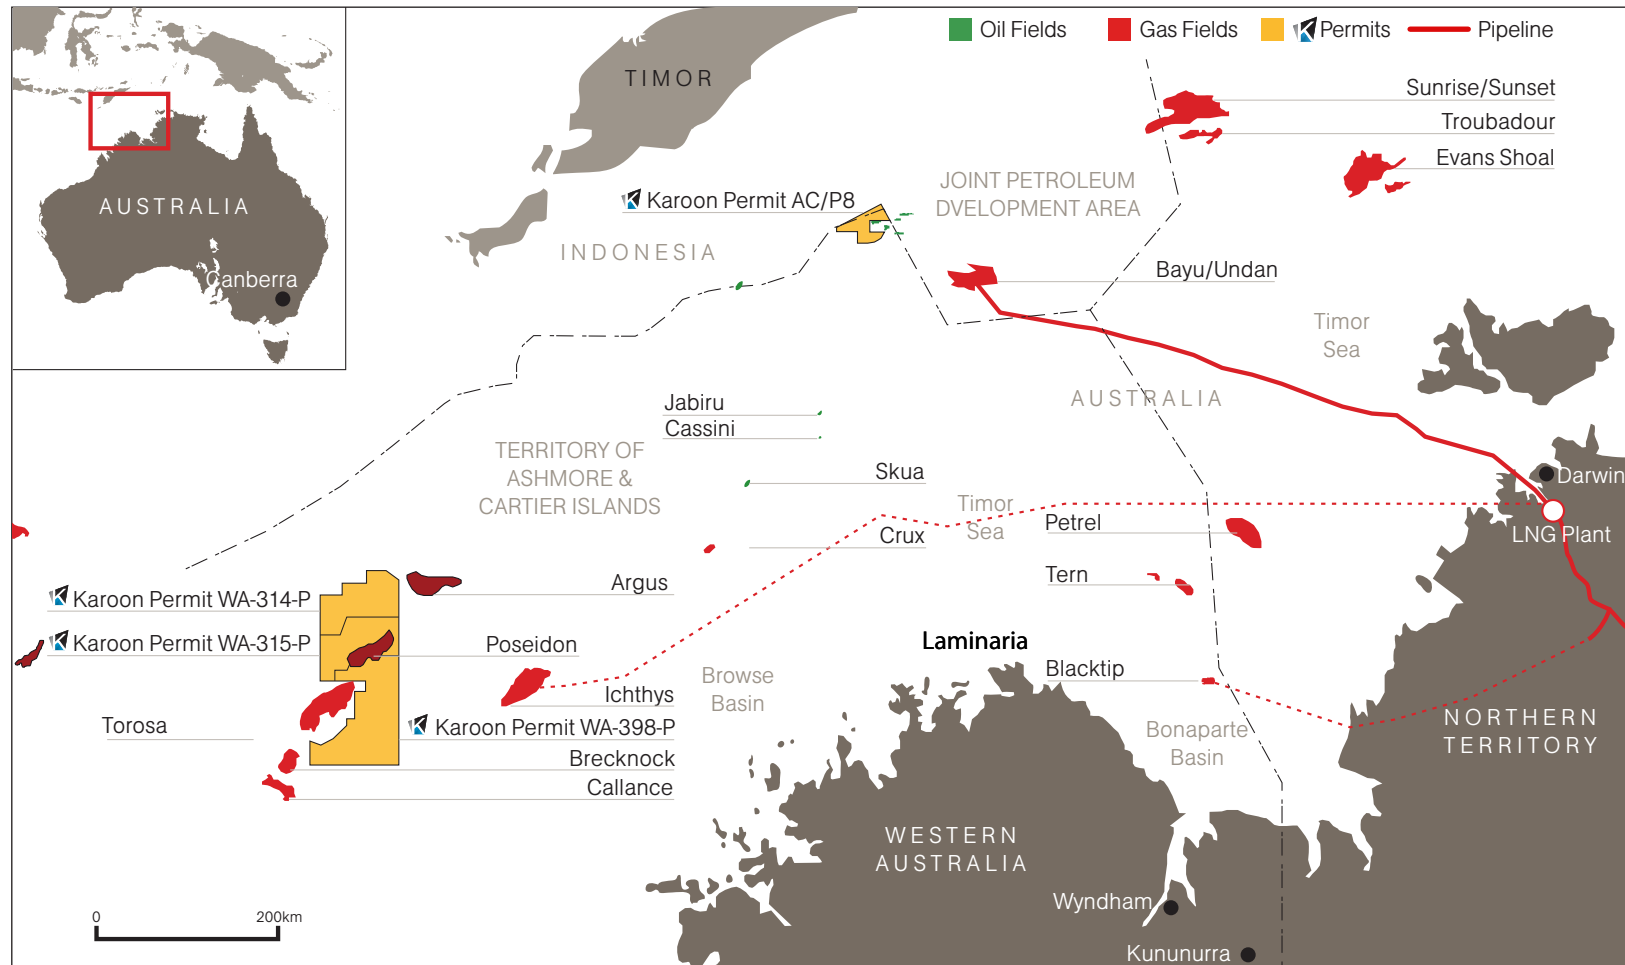 Oil Fields
Gas Fields
Permits
Pipeline
TIMOR
Sunrise/Sunset
Troubadour
Evans Shoal
AUSTRALIA
Canberra
Karoon Permit AC/P8
JOINT PETROLEUM
DVELOPMENT AREA
INDONESIA
Bayu/Undan
Timor
Sea
AUSTRALIA
Jabiru
Cassini
TERRITORY OF
ASHMORE &
CARTIER ISLANDS
Skua
Timor
Sea
Crux
Petrel
Tern
Darwin
LNG Plant
Argus
Karoon Permit WA-314-P
Karoon Permit WA-315-P
Poseidon
Ichthys
Laminaria
Browse
Basin
Blacktip
Torosa
Karoon Permit WA-398-P
Brecknock
Callance
Bonaparte
Basin
NORTHERN
TERRITORY
WESTERN
AUSTRALIA
Wyndham
Kununurra
0 200km